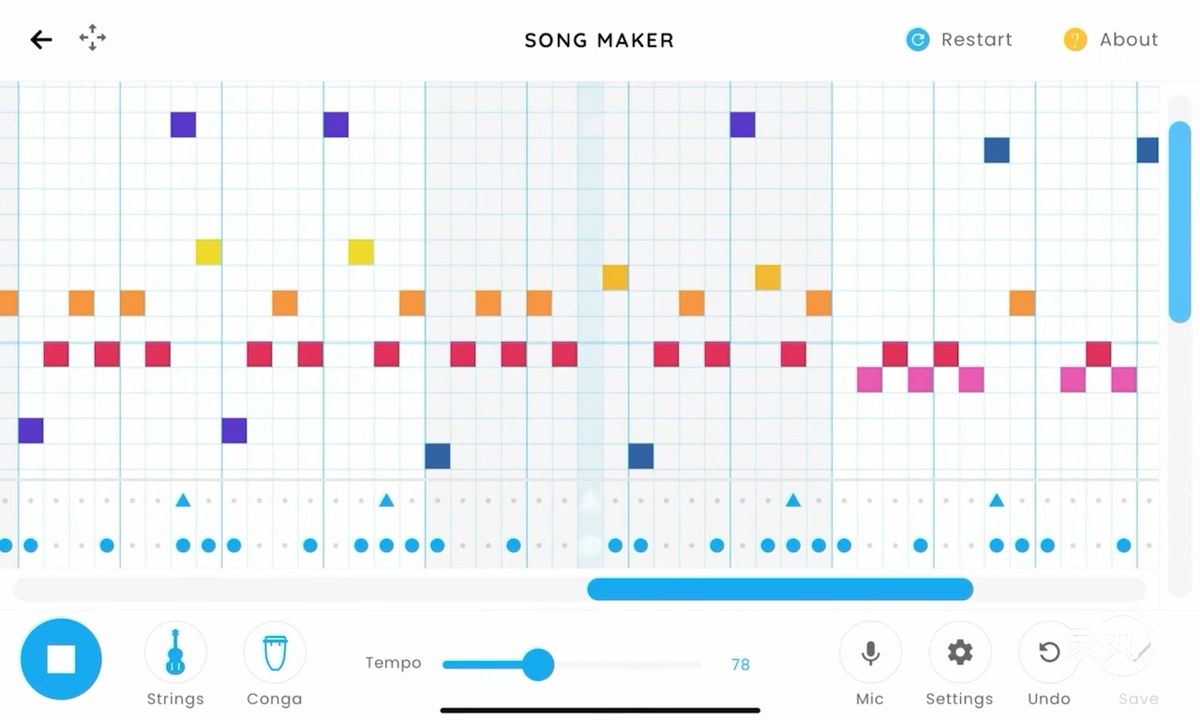 SONG MAKER
Restart
? About
Strings
Conga
Tempo
78
Mic
Settings
Undo
Save